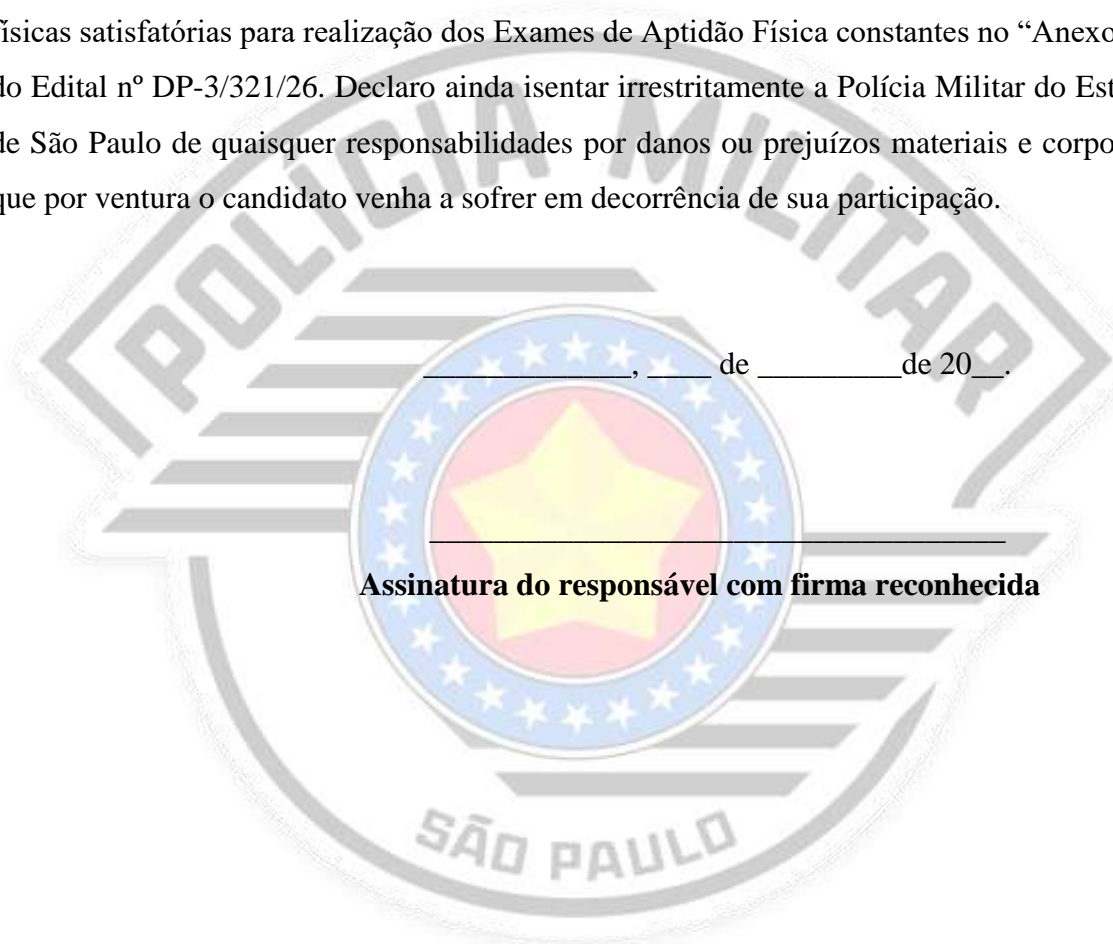 físicas satisfatórias para realização dos Exames de Aptidão Física constantes no “Anexo
do Edital nº DP-3/321/26. Declaro ainda isentar irrestritamente a Polícia Militar do Est
de São Paulo de quaisquer responsabilidades por danos ou prejuízos materiais e corpo
que por ventura o candidato venha a sofrer em decorrência de sua participação.
POLÍCIA MILITAR
_____________, ____ de _________de 20__.
____________________________________
Assinatura do responsável com firma reconhecida
SÃO PAULO